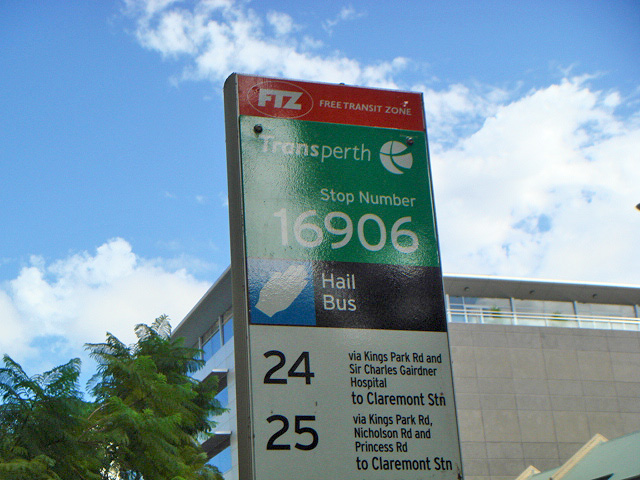 FTZ FREE TRANSIT ZONE
Transperth
Stop Number
16906
Hail
Bus
24 via Kings Park Rd and
Sir Charles Gairdner
Hospital
to Claremont Stn
25 via Kings Park Rd,
Nicholson Rd and
Princess Rd
to Claremont Stn